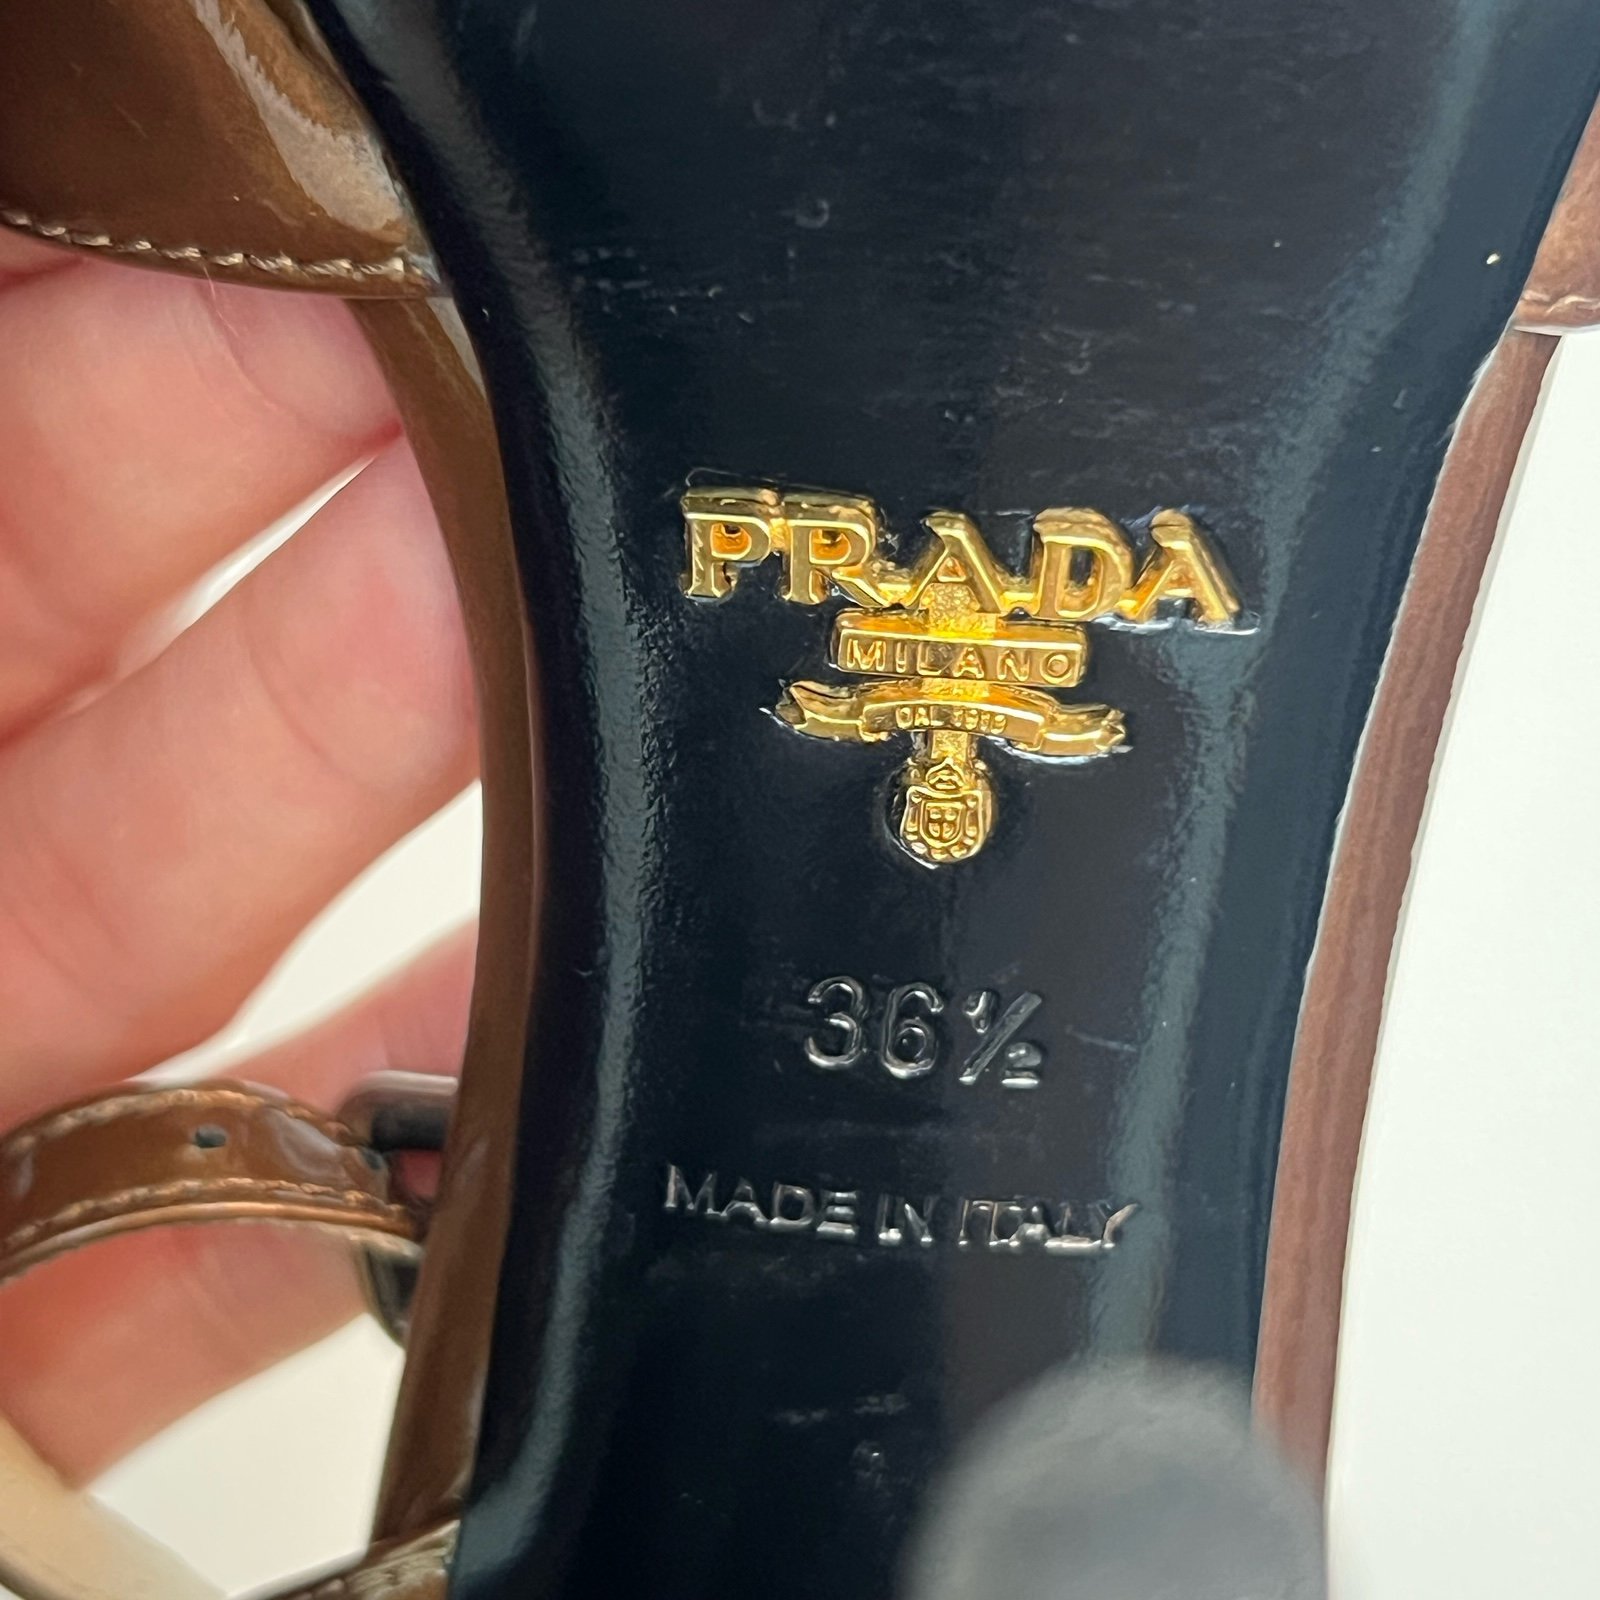 PRADA
MILANO
DAL 1913
36½
MADE IN ITALY